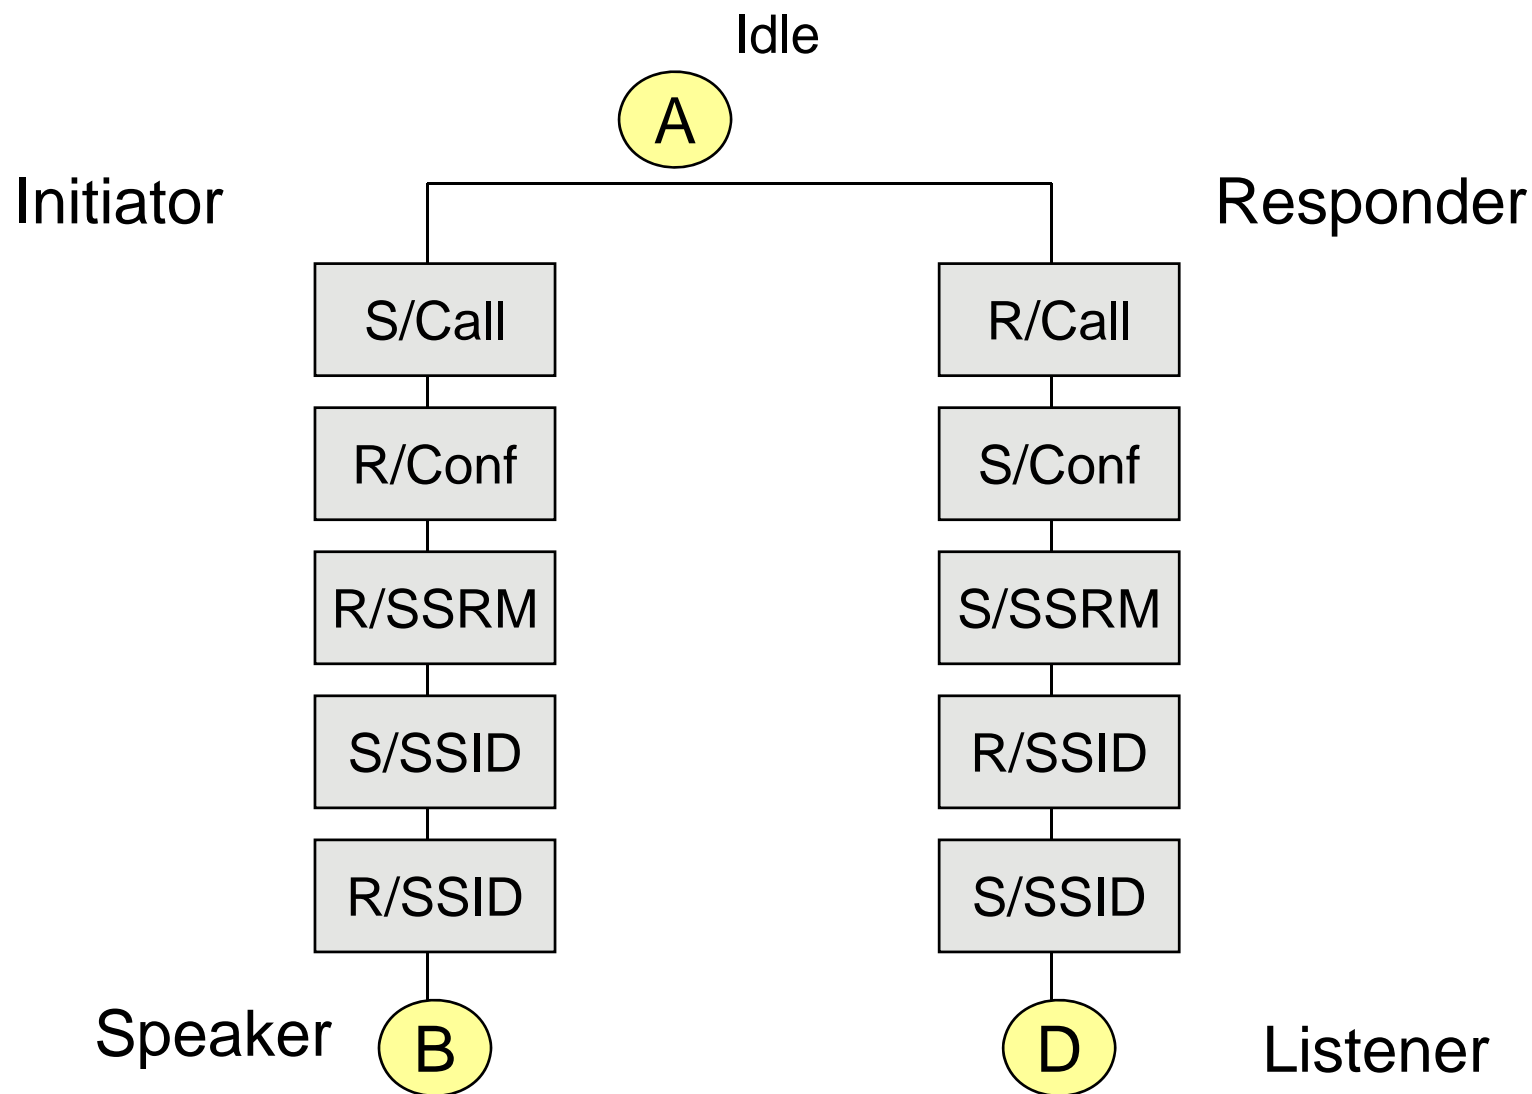 Idle
A
Initiator
Responder
S/Call
R/Call
R/Conf
S/Conf
R/SSRM
S/SSRM
S/SSID
R/SSID
R/SSID
S/SSID
Speaker
B
D
Listener